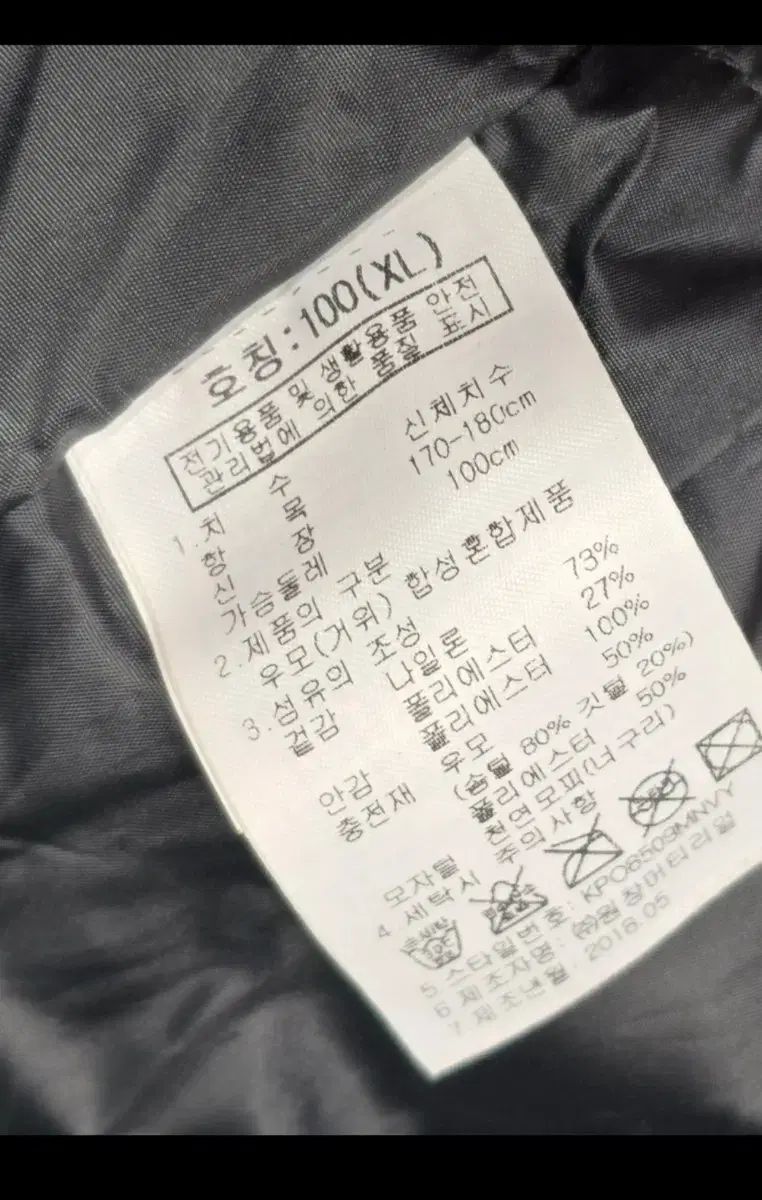 호칭:100(XL)
전기용품 및 생활용품 안전
관리법에 의한 품질 표시
1.치 수 신체치수
신 장 170-180cm
100cm
2.제품의 구분 합성혼합제품
우모(거위)
3.섬유의 조성
겉감 나일론 73%
폴리에스터 27%
안감 폴리에스터 100%
충전재 우모 50%
(솜털 80% 깃털 20%)
폴리에스터 50%
모자털 천연모피(너구리)
4.세탁시 주의사항
손세탁
5 스타일번호: KPO6509MNVY
6 제조자명: ㈜원창머티리얼
7 제조년월: 2018.05